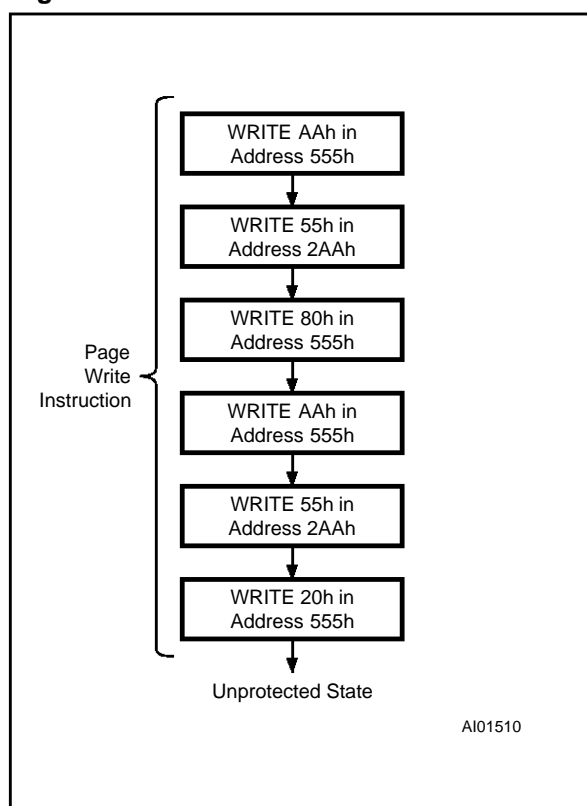 WRITE AAh in
Address 555h
WRITE 55h in
Address 2AAh
WRITE 80h in
Address 555h
Page
Write
Instruction
WRITE AAh in
Address 555h
WRITE 55h in
Address 2AAh
WRITE 20h in
Address 555h
Unprotected State
AI01510